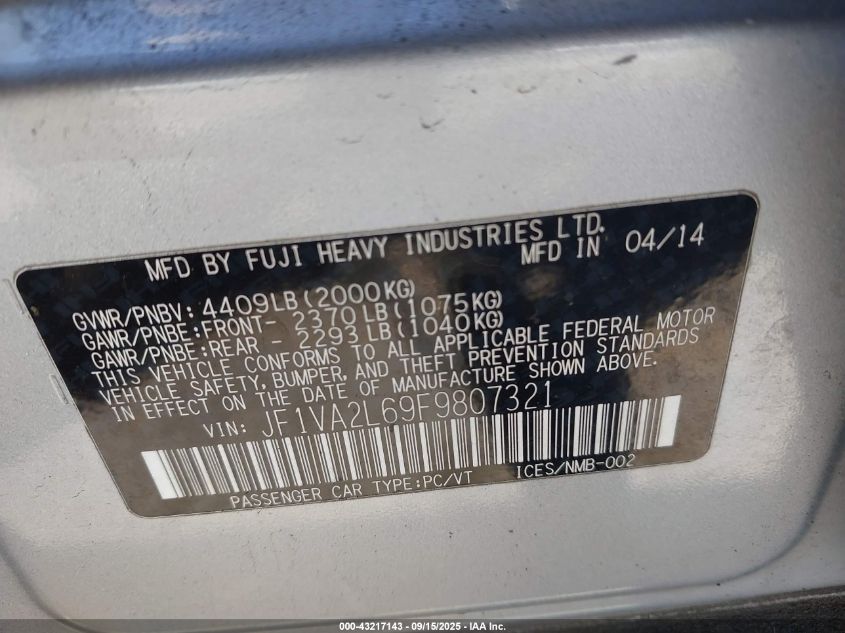 MFD BY FUJI HEAVY INDUSTRIES LTD.
MFD IN 04/14
GVWR/PNBV: 4409LB(2000KG)
GAWR/PNBE:FRONT- 2370LB(1075KG)
GAWR/PNBE:REAR - 2293LB(1040KG)
THIS VEHICLE CONFORMS TO ALL APPLICABLE FEDERAL MOTOR
VEHICLE SAFETY, BUMPER, AND THEFT PREVENTION STANDARDS
IN EFFECT ON THE DATE OF MANUFACTURE SHOWN ABOVE.
VIN: JF1VA2L69F9807321
ICES/NMB-002
PASSENGER CAR TYPE:PC/VT
000-43217143 - 09/15/2025 - IAA Inc.